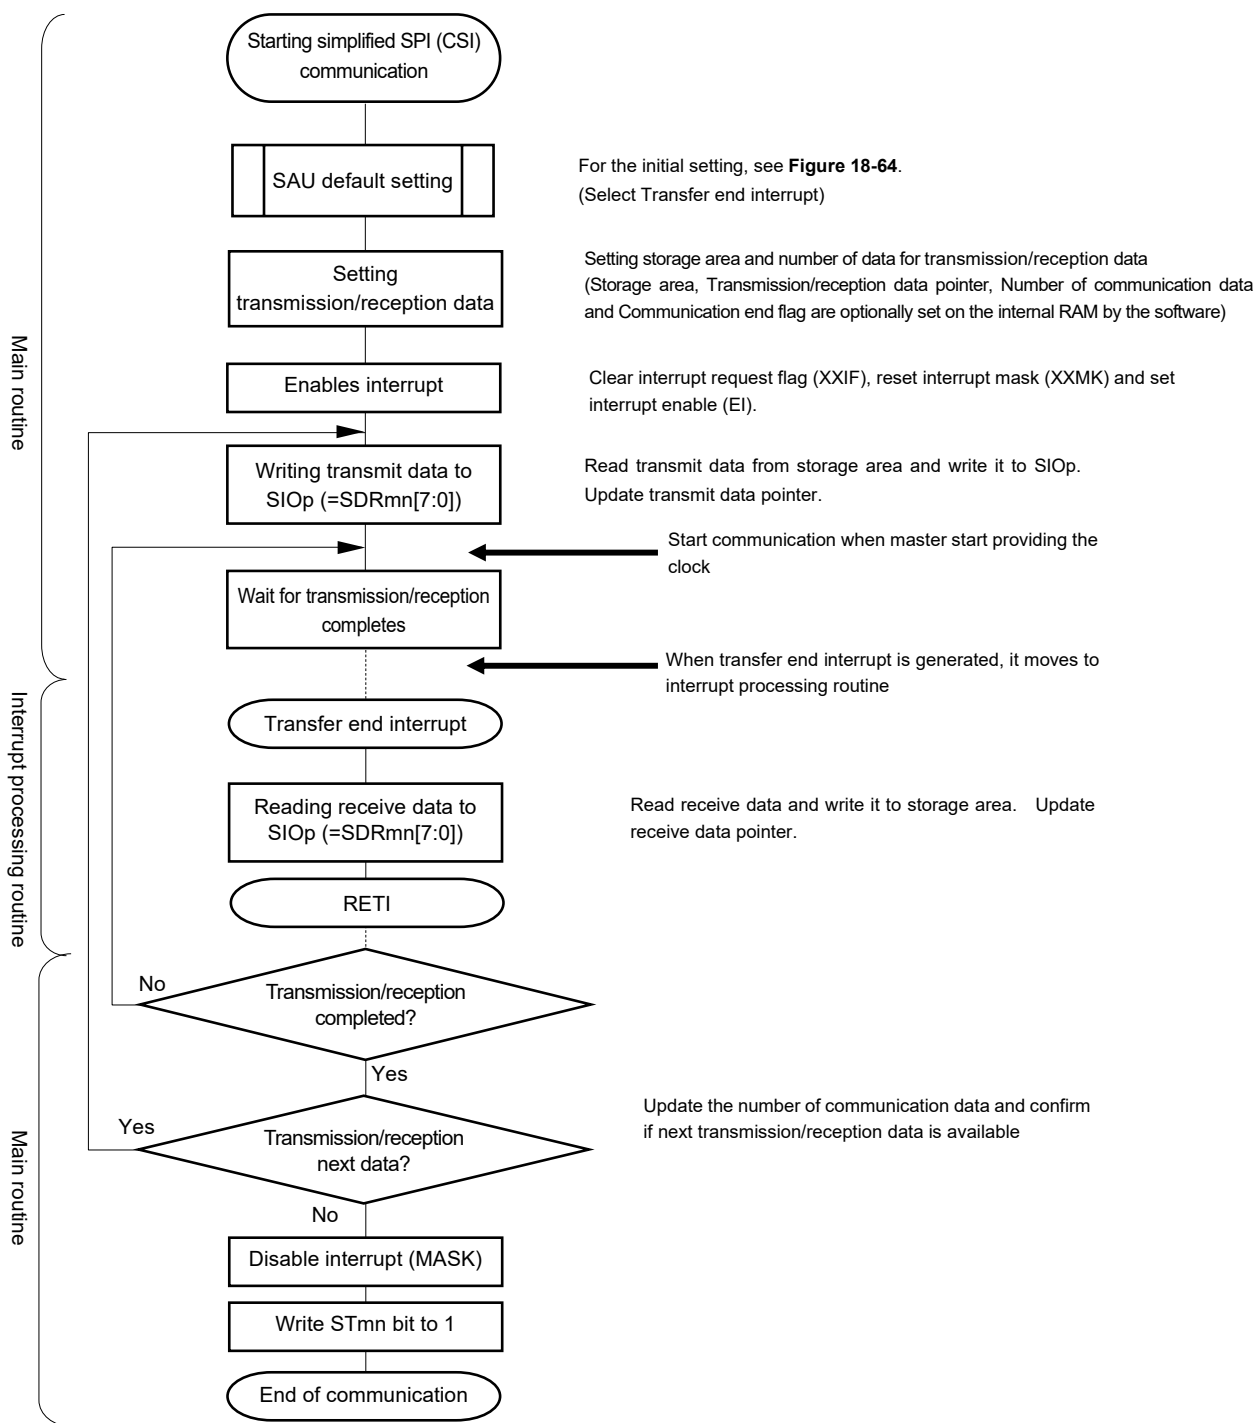 Starting simplified SPI (CSI)
communication
SAU default setting
For the initial setting, see Figure 18-64.
(Select Transfer end interrupt)
Setting
transmission/reception data
Setting storage area and number of data for transmission/reception data
(Storage area, Transmission/reception data pointer, Number of communication data
and Communication end flag are optionally set on the internal RAM by the software)
Main routine
Enables interrupt
Clear interrupt request flag (XXIF), reset interrupt mask (XXMK) and set
interrupt enable (EI).
Writing transmit data to
SIOp (=SDRmn[7:0])
Read transmit data from storage area and write it to SIOp.
Update transmit data pointer.
Start communication when master start providing the
clock
Wait for transmission/reception
completes
When transfer end interrupt is generated, it moves to
interrupt processing routine
Interrupt processing routine
Transfer end interrupt
Reading receive data to
SIOp (=SDRmn[7:0])
Read receive data and write it to storage area. Update
receive data pointer.
RETI
No
Transmission/reception
completed?
Yes
Main routine
Yes
Transmission/reception
next data?
Update the number of communication data and confirm
if next transmission/reception data is available
No
Disable interrupt (MASK)
Write STmn bit to 1
End of communication